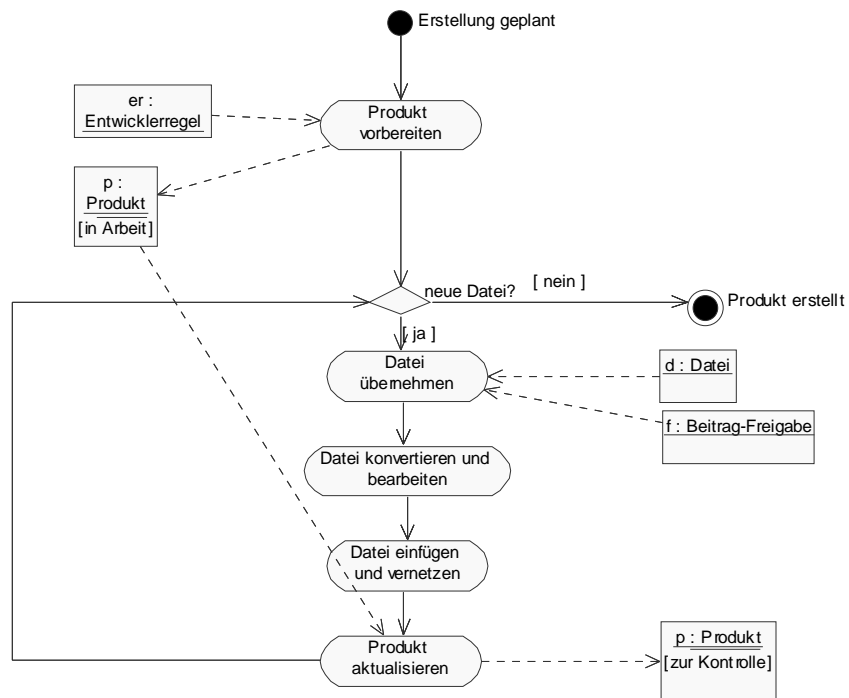 Erstellung geplant
er :
Entwicklerregel
Produkt
vorbereiten
p :
Produkt
[in Arbeit]
neue Datei?
[ nein ]
Produkt erstellt
[ ja ]
Datei
übernehmen
d : Datei
f : Beitrag-Freigabe
Datei konvertieren und
bearbeiten
Datei einfügen
und vernetzen
Produkt
aktualisieren
p : Produkt
[zur Kontrolle]